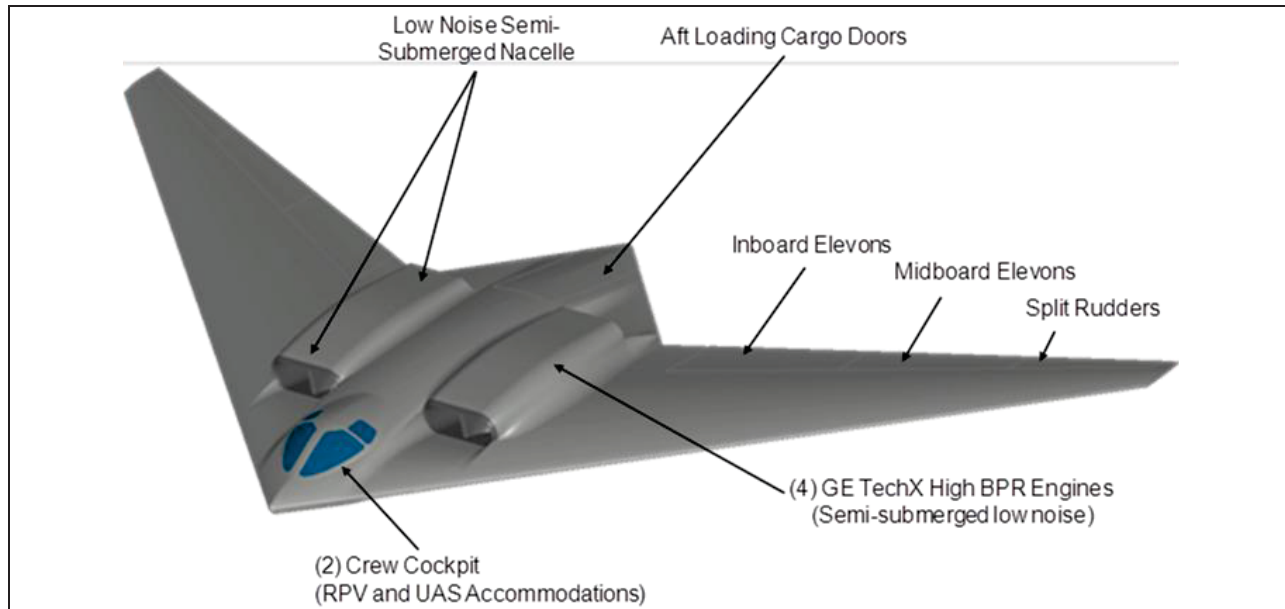 Low Noise Semi-
Submerged Nacelle
Aft Loading Cargo Doors
Inboard Elevons
Midboard Elevons
Split Rudders
(4) GE TechX High BPR Engines
(Semi-submerged low noise)
(2) Crew Cockpit
(RPV and UAS Accommodations)